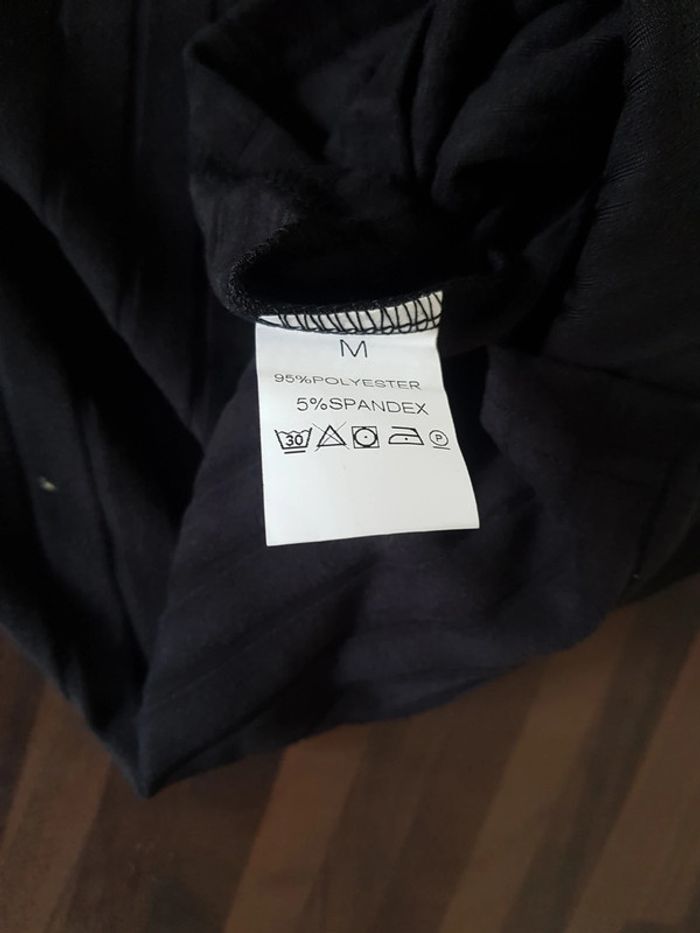 M
95%POLYESTER
5%SPANDEX
30 P